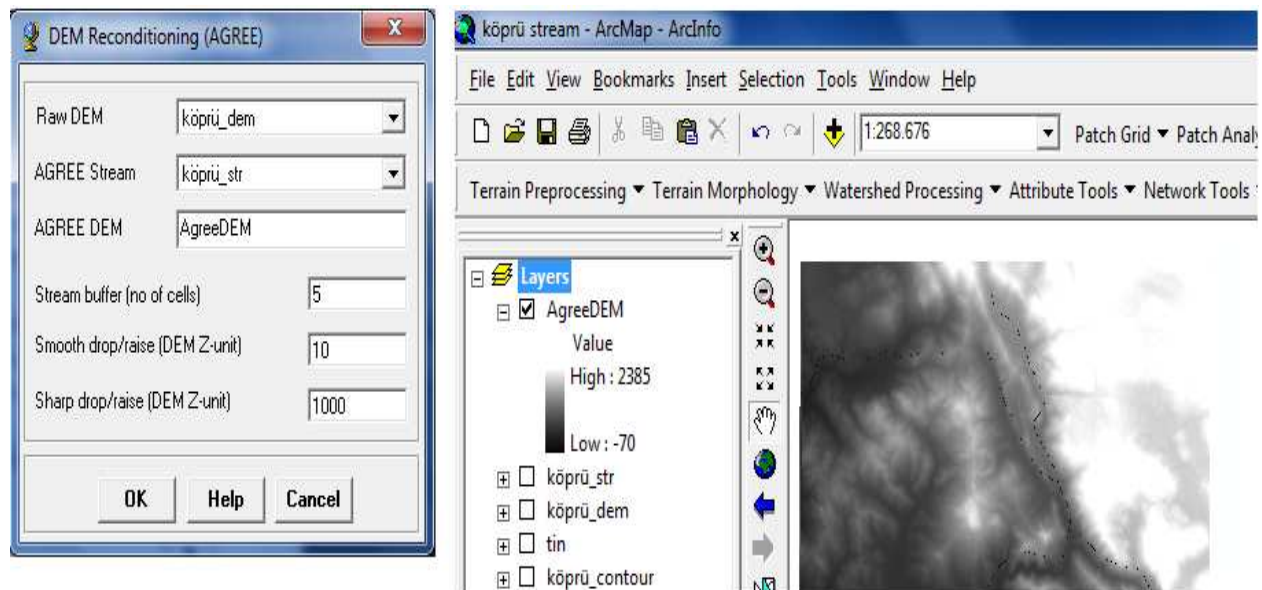 DEM Reconditioning (AGREE)
Raw DEM
köprü_dem
AGREE Stream
köprü_str
AGREE DEM
AgreeDEM
Stream buffer (no of cells)
5
Smooth drop/raise (DEM Z-unit)
10
Sharp drop/raise (DEM Z-unit)
1000
OK Help Cancel
köprü stream - ArcMap - ArcInfo
File Edit View Bookmarks Insert Selection Tools Window Help
1:268.676 Patch Grid Patch Analy
Terrain Preprocessing Terrain Morphology Watershed Processing Attribute Tools Network Tools
Layers
AgreeDEM
Value
High : 2385
Low : -70
köprü_str
köprü_dem
tin
köprü_contour